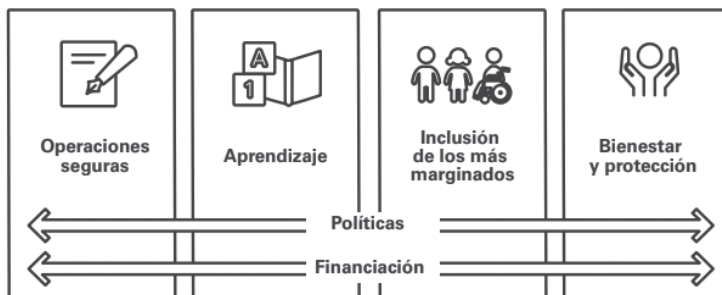 Operaciones
seguras
A
1
Aprendizaje
Inclusión
de los más
marginados
Bienestar
y protección
Políticas
Financiación